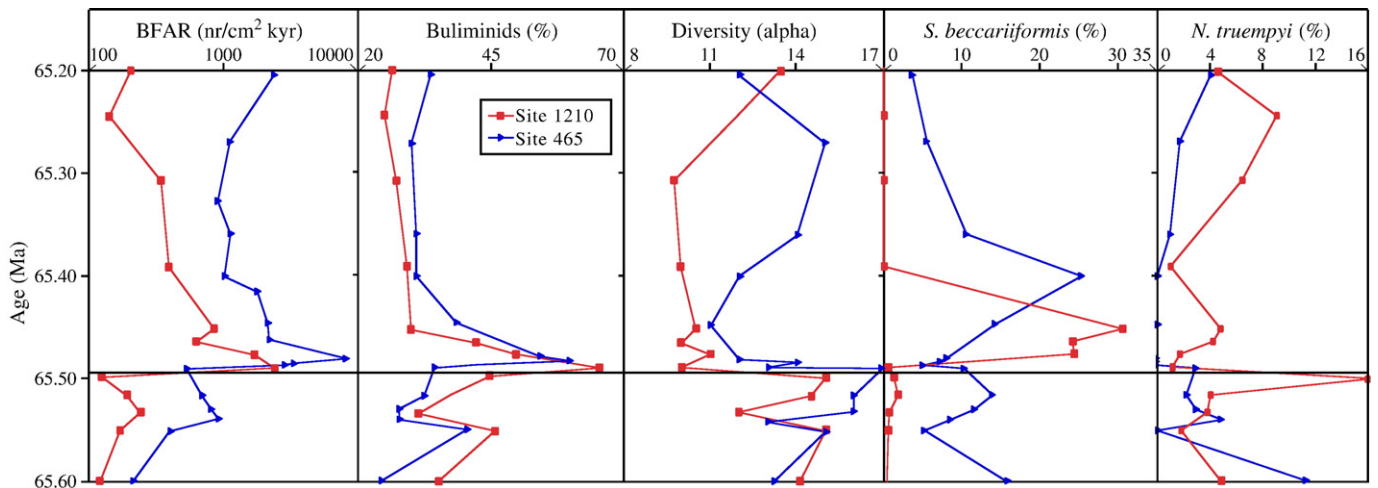 BFAR (nr/cm² kyr) Buliminids (%) Diversity (alpha) S. beccariiformis (%) N. truempyi (%)
100 1000 10000 20 45 70 8 11 14 17 0 10 20 30 35 0 4 8 12 16
65.20
Site 1210
Site 465
65.30
Age (Ma)
65.40
65.50
65.60